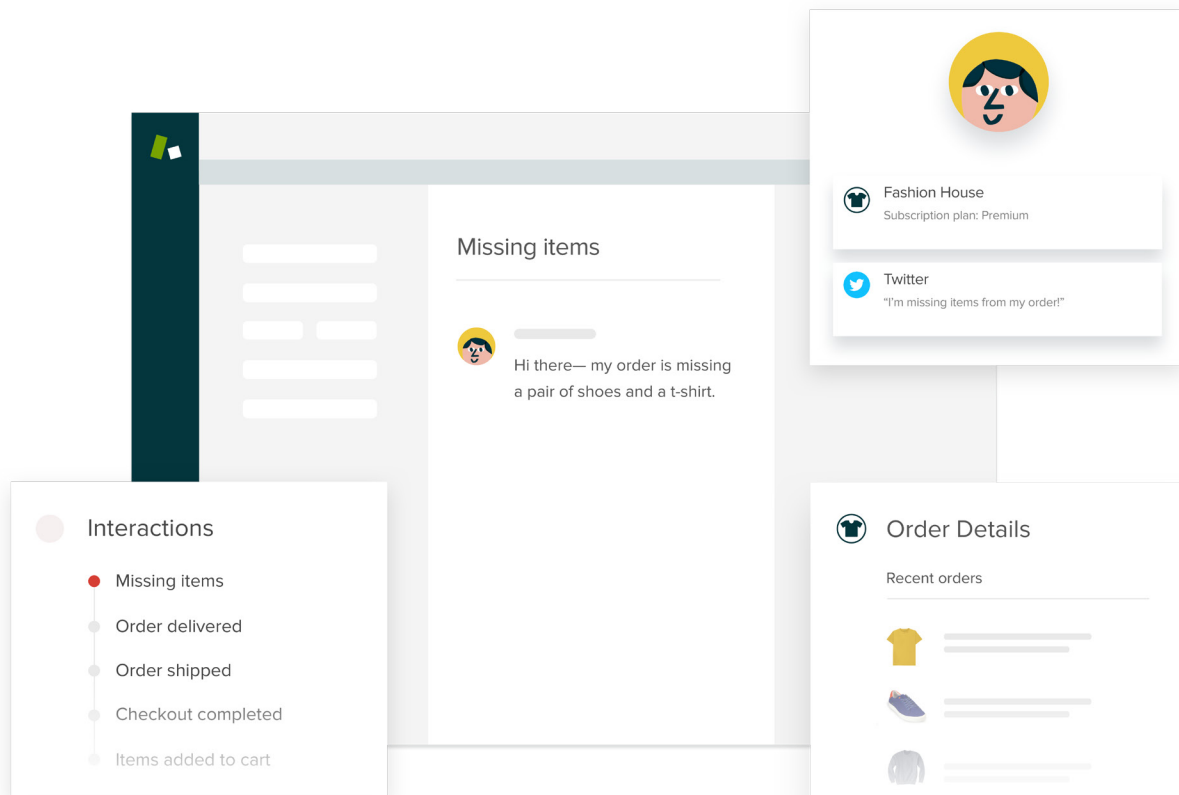 Fashion House
Subscription plan: Premium
Twitter
“I’m missing items from my order!”
Missing items
Hi there— my order is missing
a pair of shoes and a t-shirt.
Interactions
Missing items
Order delivered
Order shipped
Checkout completed
Items added to cart
Order Details
Recent orders